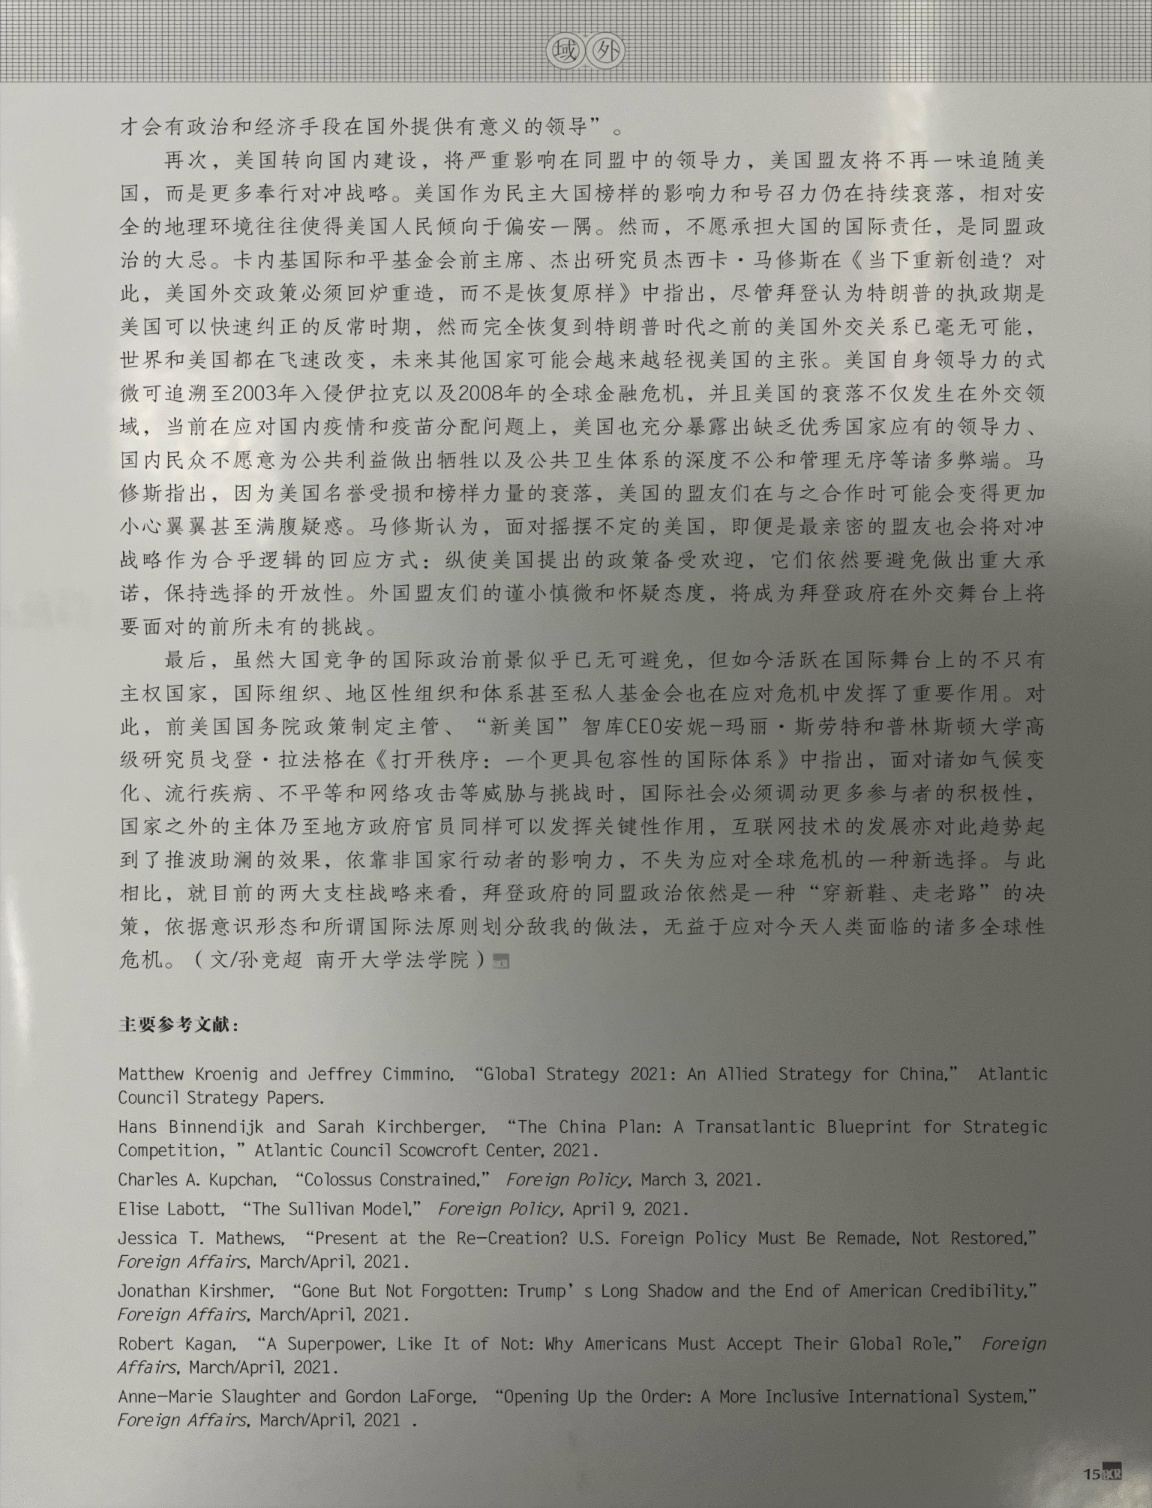 域外
才会有政治和经济手段在国外提供有意义的领导”。
再次，美国转向国内建设，将严重影响在同盟中的领导力，美国盟友将不再一味追随美
国，而是更多奉行对冲战略。美国作为民主大国榜样的影响力和号召力仍在持续衰落，相对安
全的地理环境往往使得美国人民倾向于偏安一隅。然而，不愿承担大国的国际责任，是同盟政
治的大忌。卡内基国际和平基金会前主席、杰出研究员杰西卡·马修斯在《当下重新创造？对
此，美国外交政策必须回炉重造，而不是恢复原样》中指出，尽管拜登认为特朗普的执政期是
美国可以快速纠正的反常时期，然而完全恢复到特朗普时代之前的美国外交关系已毫无可能，
世界和美国都在飞速改变，未来其他国家可能会越来越轻视美国的主张。美国自身领导力的式
微可追溯至2003年入侵伊拉克以及2008年的全球金融危机，并且美国的衰落不仅发生在外交领
域，当前在应对国内疫情和疫苗分配问题上，美国也充分暴露出缺乏优秀国家应有的领导力、
国内民众不愿意为公共利益做出牺牲以及公共卫生体系的深度不公和管理无序等诸多弊端。马
修斯指出，因为美国名誉受损和榜样力量的衰落，美国的盟友们在与之合作时可能会变得更加
小心翼翼甚至满腹疑惑。马修斯认为，面对摇摆不定的美国，即便是最亲密的盟友也会将对冲
战略作为合乎逻辑的回应方式：纵使美国提出的政策备受欢迎，它们依然要避免做出重大承
诺，保持选择的开放性。外国盟友们的谨小慎微和怀疑态度，将成为拜登政府在外交舞台上将
要面对的前所未有的挑战。
最后，虽然大国竞争的国际政治前景似乎已无可避免，但如今活跃在国际舞台上的不只有
主权国家，国际组织、地区性组织和体系甚至私人基金会也在应对危机中发挥了重要作用。对
此，前美国国务院政策制定主管、“新美国”智库CEO安妮-玛丽·斯劳特和普林斯顿大学高
级研究员戈登·拉法格在《打开秩序：一个更具包容性的国际体系》中指出，面对诸如气候变
化、流行疾病、不平等和网络攻击等威胁与挑战时，国际社会必须调动更多参与者的积极性，
国家之外的主体乃至地方政府官员同样可以发挥关键性作用，互联网技术的发展亦对此趋势起
到了推波助澜的效果，依靠非国家行动者的影响力，不失为应对全球危机的一种新选择。与此
相比，就目前的两大支柱战略来看，拜登政府的同盟政治依然是一种“穿新鞋、走老路”的决
策，依据意识形态和所谓国际法原则划分敌我的做法，无益于应对今天人类面临的诸多全球性
危机。（文/孙竞超 南开大学法学院）
主要参考文献：
Matthew Kroenig and Jeffrey Cimmino, “Global Strategy 2021: An Allied Strategy for China,” Atlantic
Council Strategy Papers.
Hans Binnendijk and Sarah Kirchberger, “The China Plan: A Transatlantic Blueprint for Strategic
Competition, ” Atlantic Council Scowcroft Center, 2021.
Charles A. Kupchan, “Colossus Constrained,” Foreign Policy, March 3, 2021.
Elise Labott, “The Sullivan Model,” Foreign Policy, April 9, 2021.
Jessica T. Mathews, “Present at the Re-Creation? U.S. Foreign Policy Must Be Remade, Not Restored,”
Foreign Affairs, March/April, 2021.
Jonathan Kirshmer, “Gone But Not Forgotten: Trump’s Long Shadow and the End of American Credibility,”
Foreign Affairs, March/April, 2021.
Robert Kagan, “A Superpower, Like It of Not: Why Americans Must Accept Their Global Role,” Foreign
Affairs, March/April, 2021.
Anne-Marie Slaughter and Gordon LaForge, “Opening Up the Order: A More Inclusive International System,”
Foreign Affairs, March/April, 2021 .
15